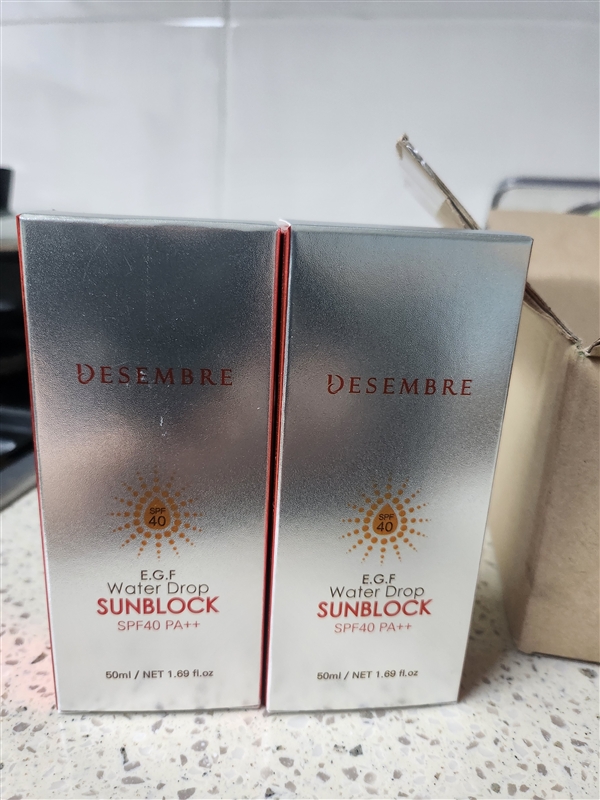 DESEMBRE
SPF
40
E.G.F
Water Drop
SUNBLOCK
SPF40 PA++
50ml / NET 1.69 fl.oz
DESEMBRE
SPF
40
E.G.F
Water Drop
SUNBLOCK
SPF40 PA++
50ml / NET 1.69 fl.oz